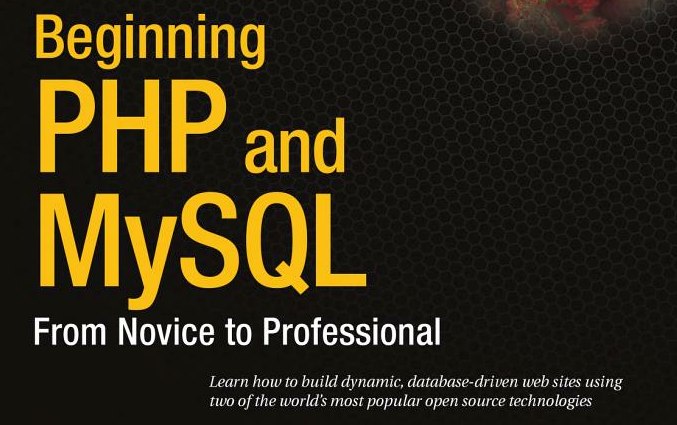 Beginning
PHP and
MySQL
From Novice to Professional
Learn how to build dynamic, database-driven web sites using
two of the world's most popular open source technologies